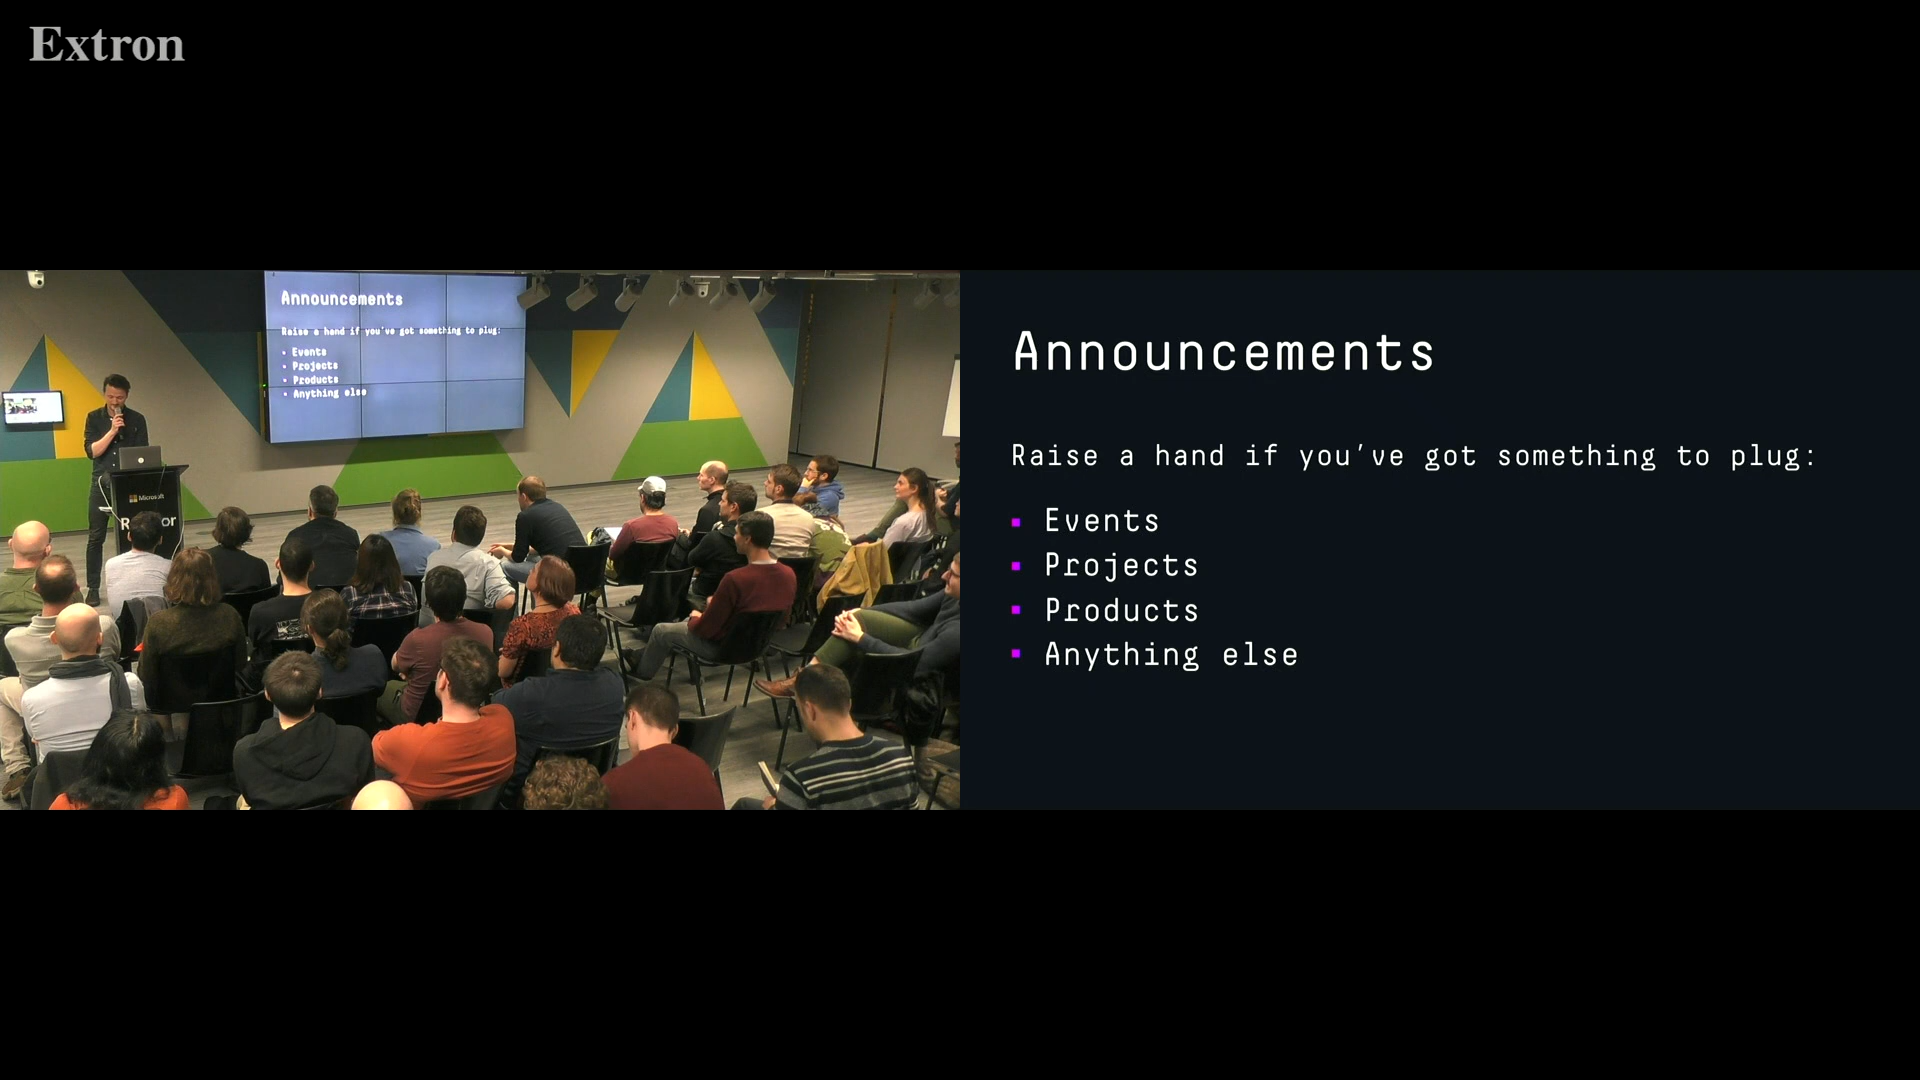 Extron
Announcements
Raise a hand if you've got something to plug:
▪ Events
▪ Projects
▪ Products
▪ Anything else
Microsoft
Announcements
Raise a hand if you've got something to plug:
▪ Events
▪ Projects
▪ Products
▪ Anything else